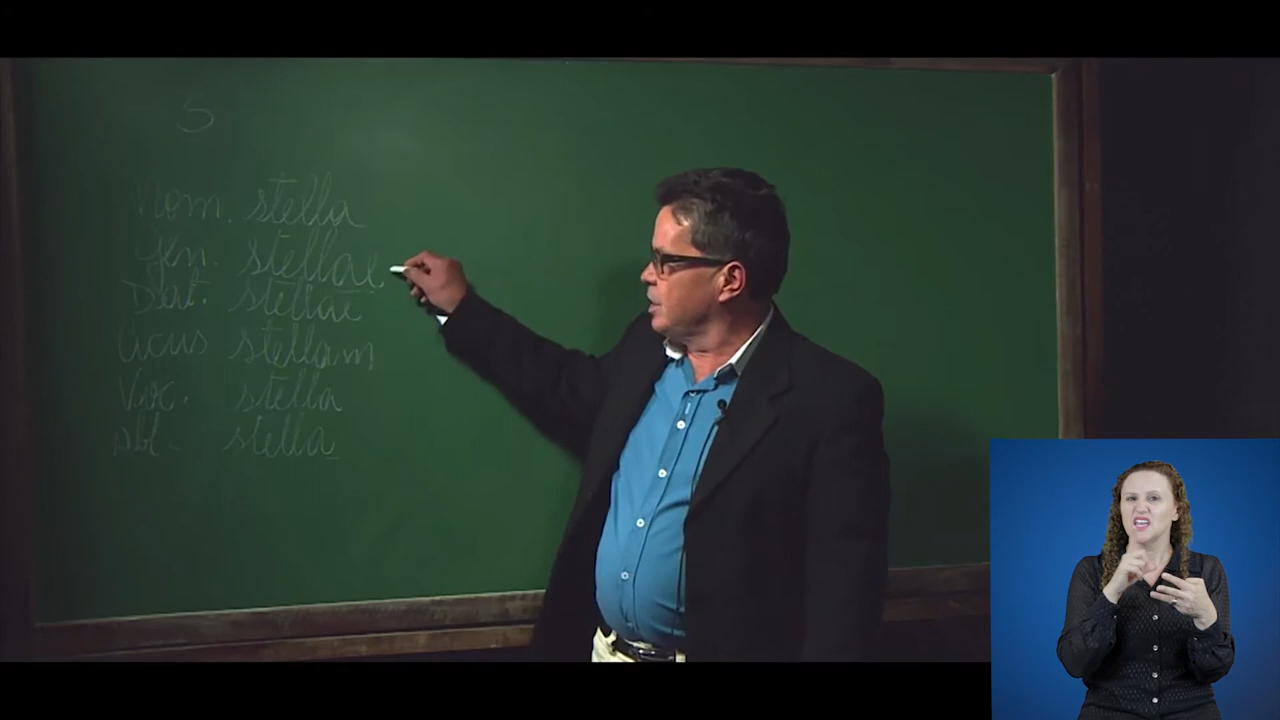 S
Nom. stella
Gen. stellae
Dat. stellae
Acus stellam
Voc. stella
Abl. stella